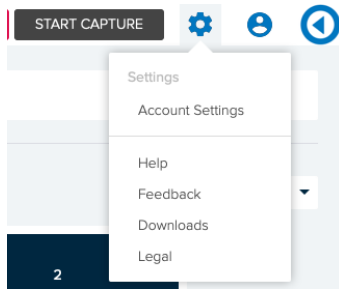 START CAPTURE
Settings
Account Settings
Help
Feedback
Downloads
Legal
2